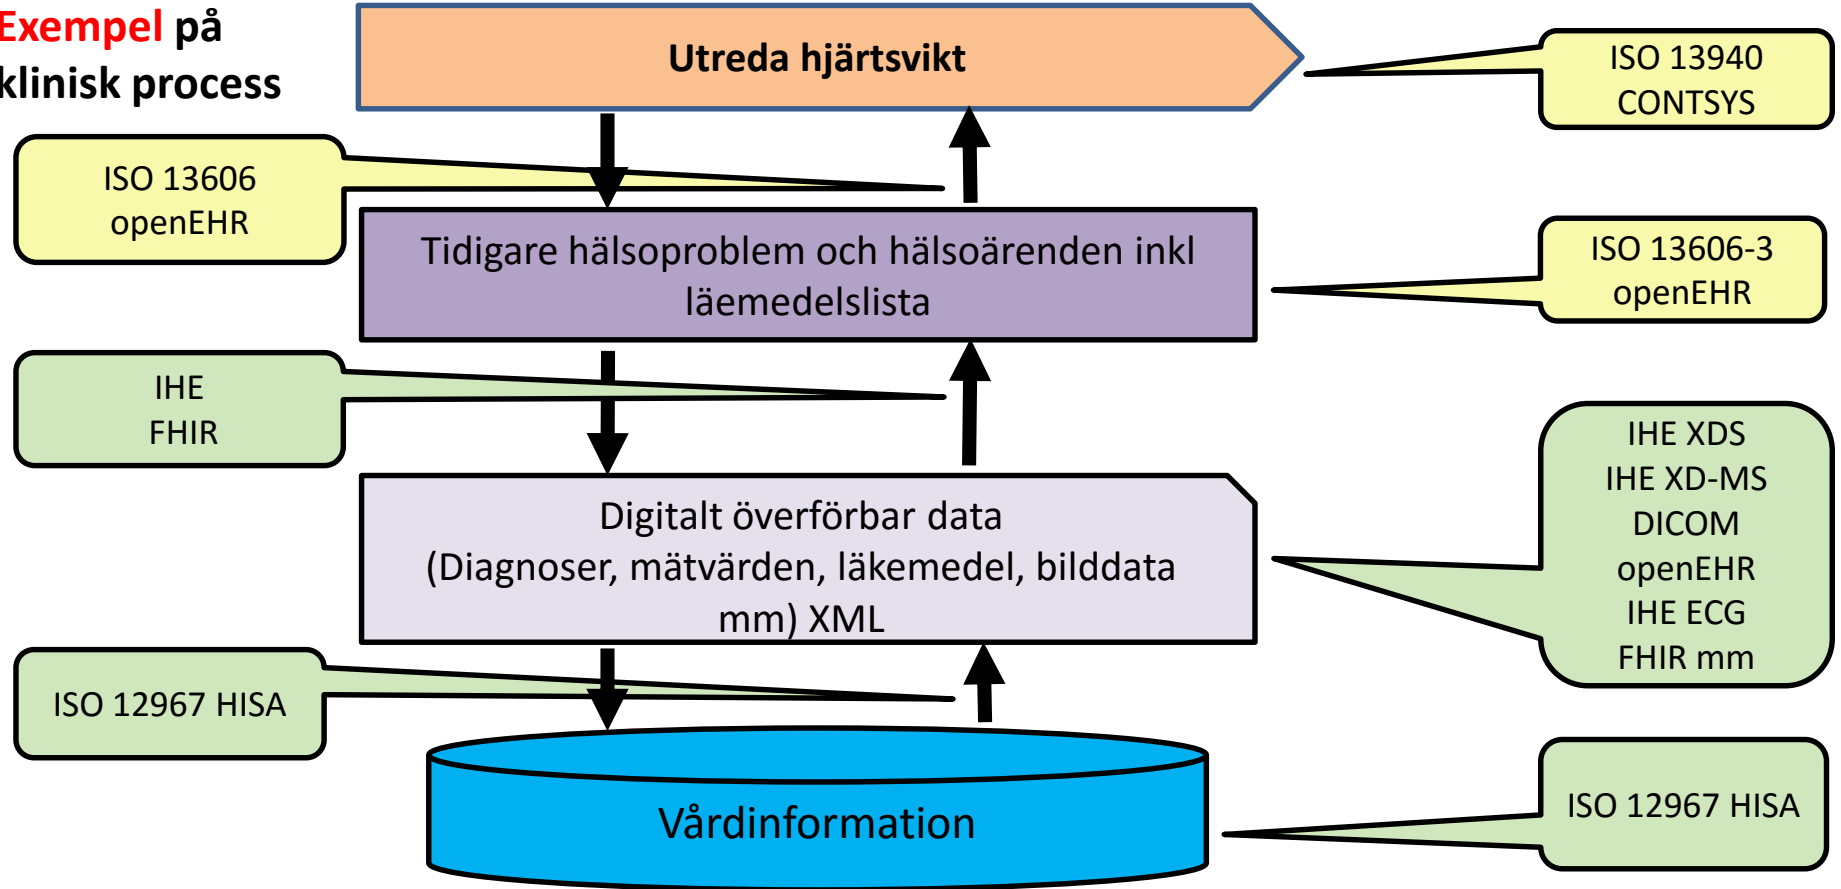 Exempel på
klinisk process
Utreda hjärtsvikt
ISO 13940
CONTSYS
ISO 13606
openEHR
Tidigare hälsoproblem och hälsoärenden inkl
läemedelslista
ISO 13606-3
openEHR
IHE
FHIR
Digitalt överförbar data
(Diagnoser, mätvärden, läkemedel, bilddata
mm) XML
IHE XDS
IHE XD-MS
DICOM
openEHR
IHE ECG
FHIR mm
ISO 12967 HISA
Vårdinformation
ISO 12967 HISA